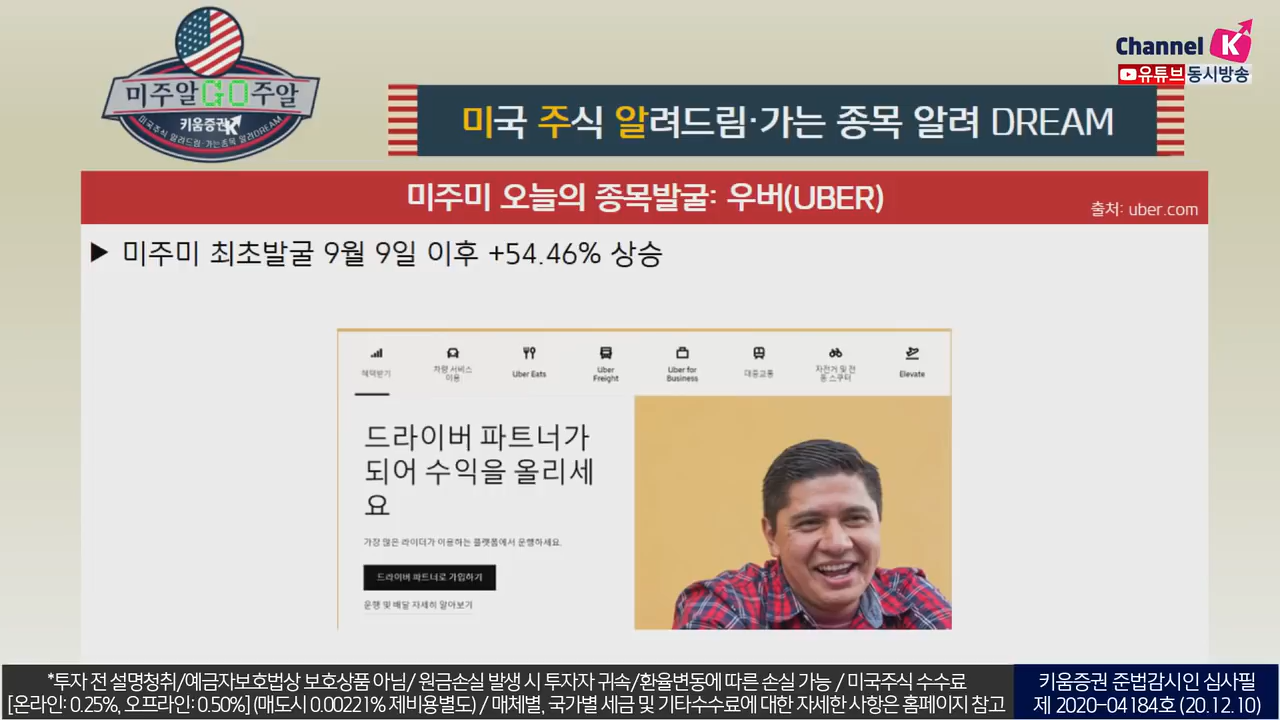 미주알GO주알
키움증권
미국주식 알려드림·가는종목 알려DREAM
Channel K
유튜브 동시방송
미국 주식 알려드림·가는 종목 알려 DREAM
미주미 오늘의 종목발굴: 우버(UBER)
출처: uber.com
▶ 미주미 최초발굴 9월 9일 이후 +54.46% 상승
혜택받기
차량 서비스
이용
Uber Eats
Uber
Freight
Uber for
Business
대중교통
자전거 및 전
동 스쿠터
Elevate
드라이버 파트너가
되어 수익을 올리세
요
가장 많은 라이더가 이용하는 플랫폼에서 운행하세요.
드라이버 파트너로 가입하기
운행 및 배달 자세히 알아보기
*투자 전 설명청취/예금자보호법상 보호상품 아님/ 원금손실 발생 시 투자자 귀속/환율변동에 따른 손실 가능 / 미국주식 수수료
[온라인: 0.25%, 오프라인: 0.50%] (매도시 0.00221% 제비용별도) / 매체별, 국가별 세금 및 기타수수료에 대한 자세한 사항은 홈페이지 참고
키움증권 준법감시인 심사필
제 2020-04184호 (20.12.10)